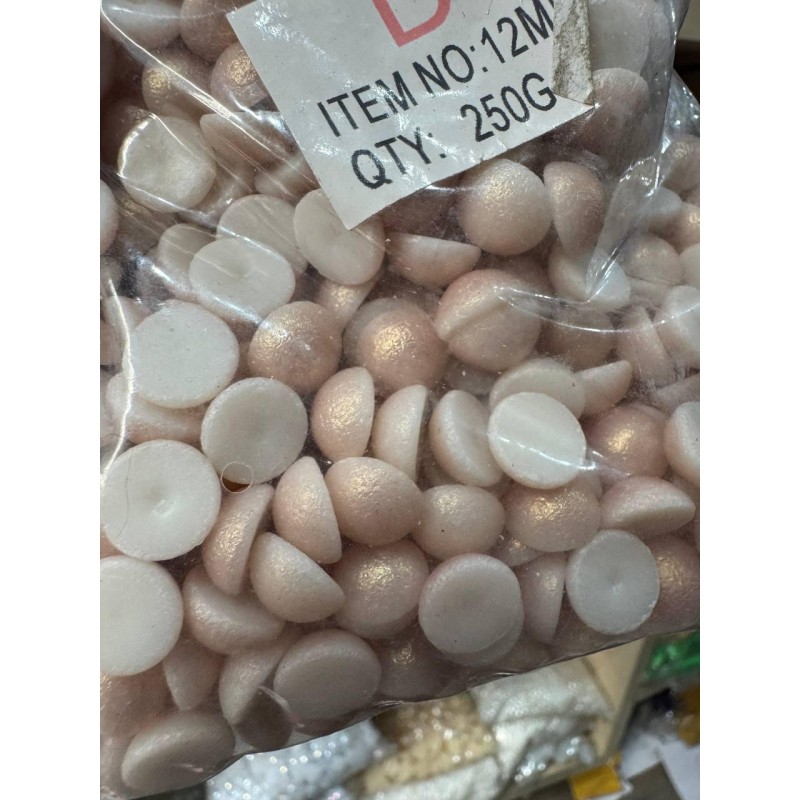 ITEM NO:12M
QTY: 250G